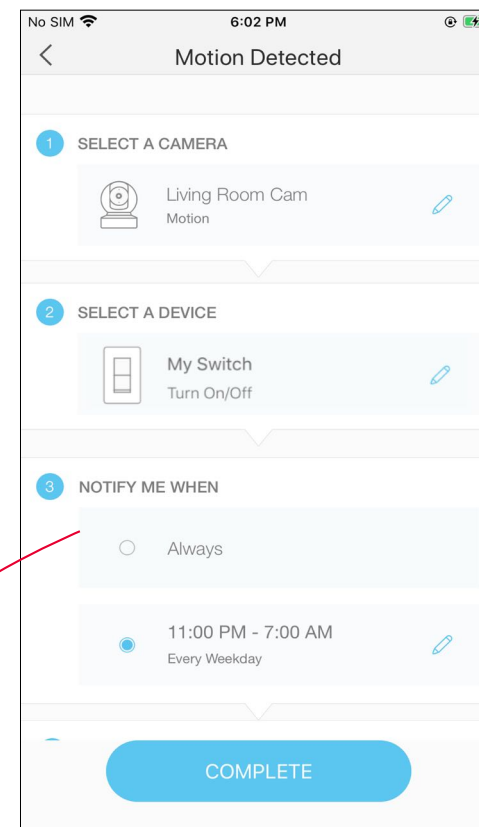 No SIM 6:02 PM
Motion Detected
1 SELECT A CAMERA
Living Room Cam
Motion
2 SELECT A DEVICE
My Switch
Turn On/Off
3 NOTIFY ME WHEN
Always
11:00 PM - 7:00 AM
Every Weekday
COMPLETE